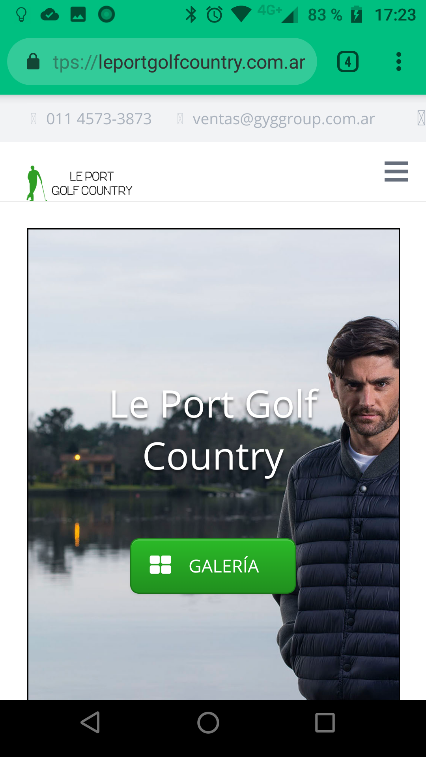 4G+
83 %
17:23
tps://leportgolfcountry.com.ar
4
011 4573-3873
ventas@gyggroup.com.ar
LE PORT
GOLF COUNTRY
Le Port Golf
Country
GALERÍA